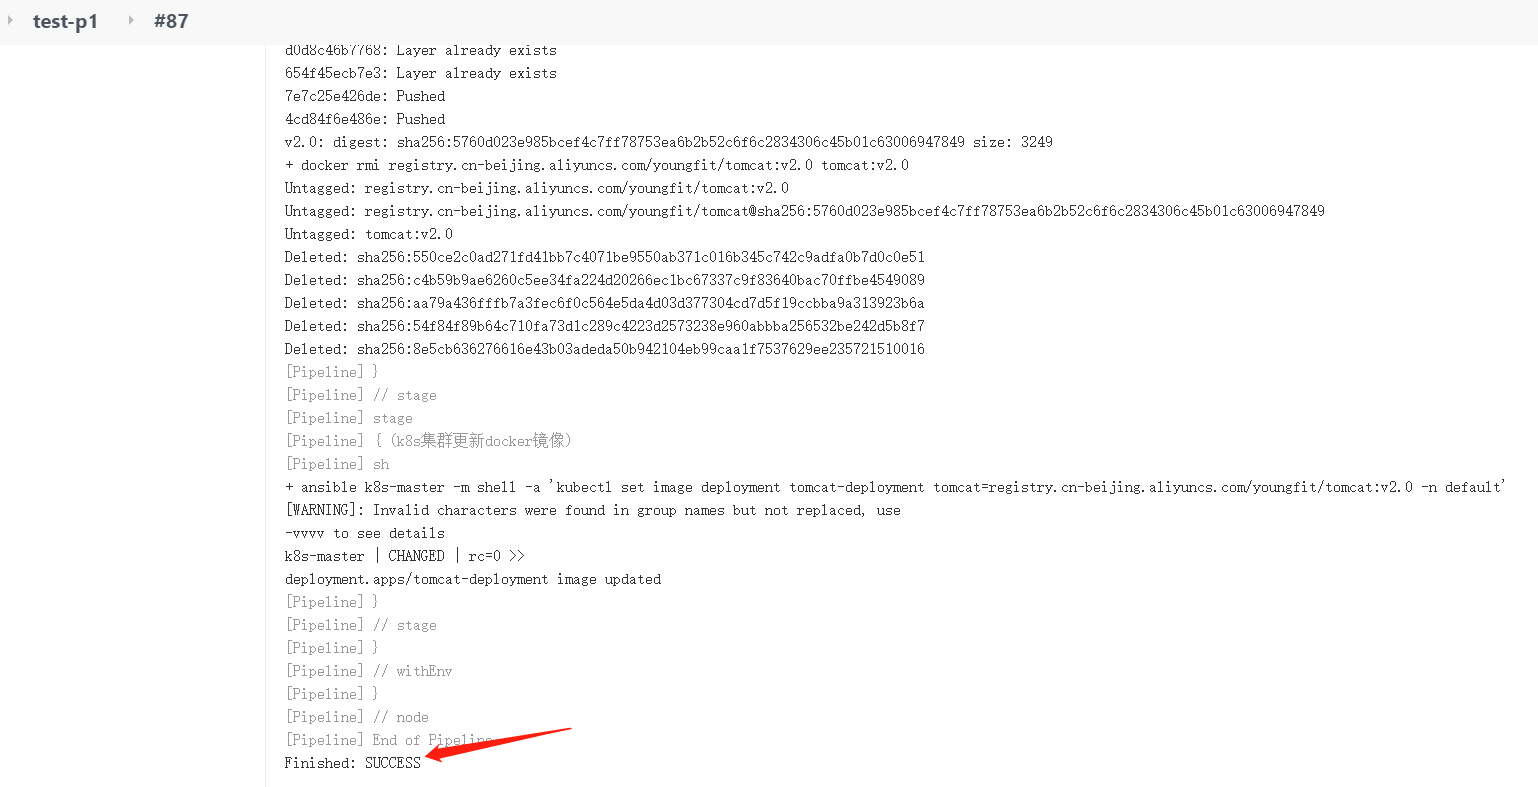 test-p1 #87
d0d8c46b7768: Layer already exists
654f45ecb7e3: Layer already exists
7e7c25e426de: Pushed
4cd84f6e486e: Pushed
v2.0: digest: sha256:5760d023e985bcef4c7ff78753ea6b2b52c6f6c2834306c45b01c63006947849 size: 3249
+ docker rmi registry.cn-beijing.aliyuncs.com/youngfit/tomcat:v2.0 tomcat:v2.0
Untagged: registry.cn-beijing.aliyuncs.com/youngfit/tomcat:v2.0
Untagged: registry.cn-beijing.aliyuncs.com/youngfit/tomcat@sha256:5760d023e985bcef4c7ff78753ea6b2b52c6f6c2834306c45b01c63006947849
Untagged: tomcat:v2.0
Deleted: sha256:550ce2c0ad271fd41bb7c4071be9550ab371c016b345c742c9adfa0b7d0c0e51
Deleted: sha256:c4b59b9ae6260c5ee34fa224d20266ec1bc67337c9f83640bac70ffbe4549089
Deleted: sha256:aa79a436fffb7a3fec6f0c564e5da4d03d377304cd7d5f19ccbba9a313923b6a
Deleted: sha256:54f84f89b64c710fa73d1c289c4223d2573238e960abbba256532be242d5b8f7
Deleted: sha256:8e5cb636276616e43b03adeda50b942104eb99caa1f7537629ee235721510016
[Pipeline] }
[Pipeline] // stage
[Pipeline] stage
[Pipeline] { (k8s集群更新docker镜像)
[Pipeline] sh
+ ansible k8s-master -m shell -a 'kubectl set image deployment tomcat-deployment tomcat=registry.cn-beijing.aliyuncs.com/youngfit/tomcat:v2.0 -n default'
[WARNING]: Invalid characters were found in group names but not replaced, use
-vvvv to see details
k8s-master | CHANGED | rc=0 >>
deployment.apps/tomcat-deployment image updated
[Pipeline] }
[Pipeline] // stage
[Pipeline] }
[Pipeline] // withEnv
[Pipeline] }
[Pipeline] // node
[Pipeline] End of Pipeline
Finished: SUCCESS